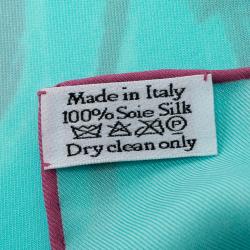 Made in Italy
100% Soie Silk
P
Dry clean only